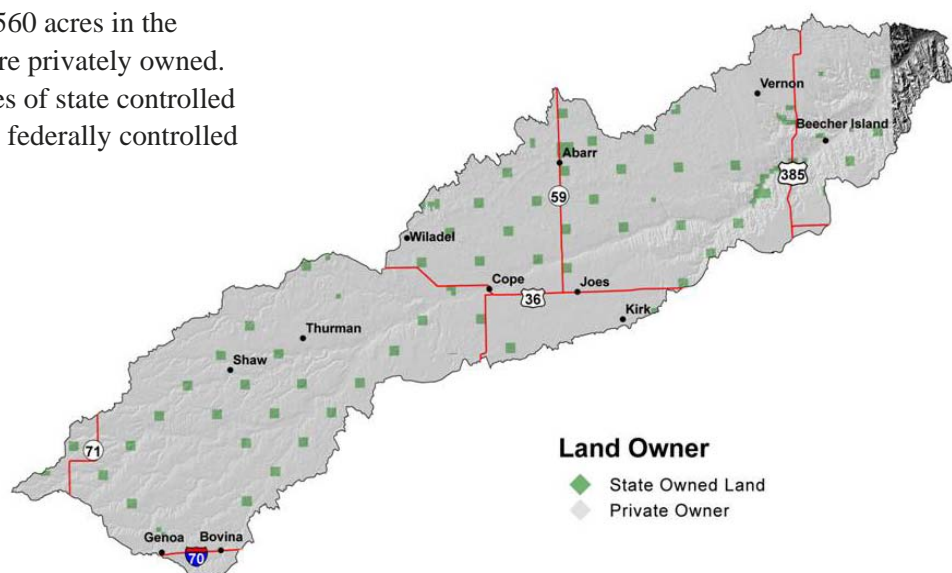 560 acres in the
re privately owned.
es of state controlled
federally controlled
Vernon
Beecher Island
Abarr
385
59
Wiladel
Cope
36
Joes
Kirk
Thurman
Shaw
71
Genoa
Bovina
70
Land Owner
State Owned Land
Private Owner